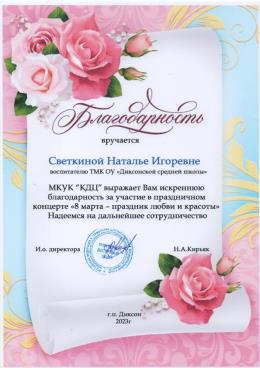 Благодарность
вручается
Светкиной Наталье Игоревне
воспитателю ТМК ОУ «Диксонской средней школы»
МКУК "КДЦ" выражает Вам искреннюю
благодарность за участие в праздничном
концерте «8 марта – праздник любви и красоты»
Надеемся на дальнейшее сотрудничество
И.о. директора Н.А.Кирьяк
г.п. Диксон
2023г